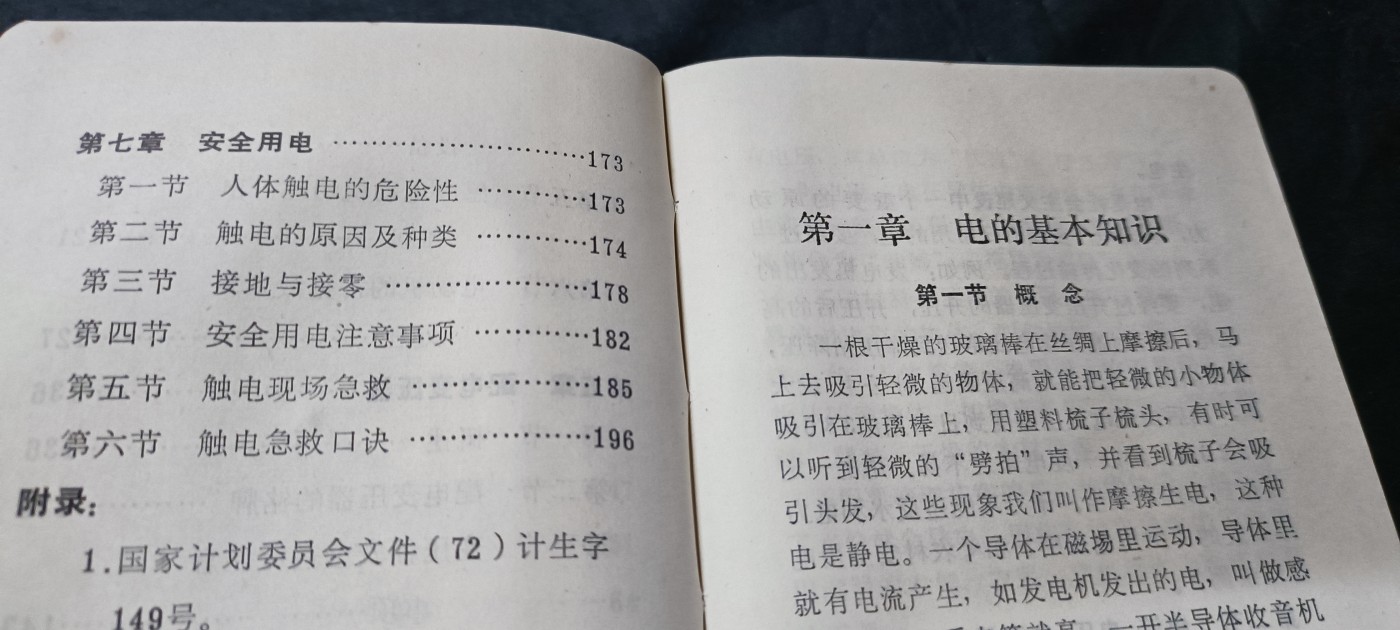 第七章 安全用电 ……………………173
第一节 人体触电的危险性 …………173
第二节 触电的原因及种类 …………174
第三节 接地与接零 …………………178
第四节 安全用电注意事项 …………182
第五节 触电现场急救 ………………185
第六节 触电急救口诀 ………………196
附录:
1.国家计划委员会文件(72)计生字
149号。
第一章 电的基本知识
第一节 概 念
一根干燥的玻璃棒在丝绸上摩擦后,马
上去吸引轻微的物体,就能把轻微的小物体
吸引在玻璃棒上,用塑料梳子梳头,有时可
以听到轻微的“劈拍”声,并看到梳子会吸
引头发,这些现象我们叫作摩擦生电,这种
电是静电。一个导体在磁埸里运动,导体里
就有电流产生,如发电机发出的电,叫做感
一开半导体收音机